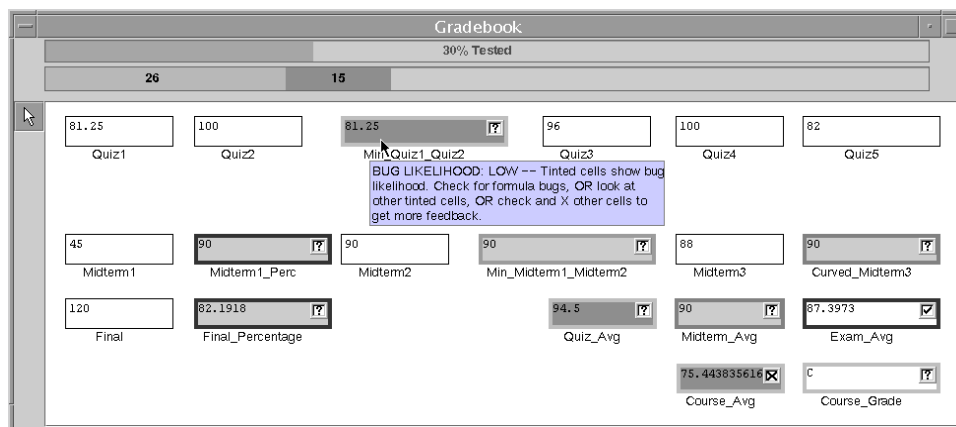 Gradebook
30% Tested
26 15
81.25 100 81.25 ? 96 100 82
Quiz1 Quiz2 Min_Quiz1_Quiz2 Quiz3 Quiz4 Quiz5
BUG LIKELIHOOD: LOW -- Tinted cells show bug
likelihood. Check for formula bugs, OR look at
other tinted cells, OR check and X other cells to
get more feedback.
45 90 ? 90 90 ? 88 90 ?
Midterm1 Midterm1_Perc Midterm2 Min_Midterm1_Midterm2 Midterm3 Curved_Midterm3
120 82.1918 ? 94.5 ? 90 ? 87.3973
Final Final_Percentage Quiz_Avg Midterm_Avg Exam_Avg
75.443835616 C ?
Course_Avg Course_Grade